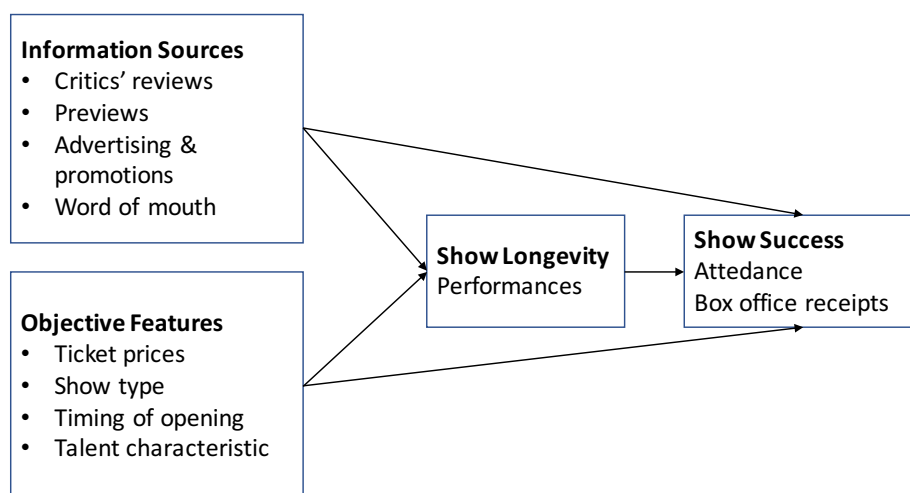 Information Sources
• Critics’ reviews
• Previews
• Advertising &
promotions
• Word of mouth
Objective Features
• Ticket prices
• Show type
• Timing of opening
• Talent characteristic
Show Longevity
Performances
Show Success
Attedance
Box office receipts